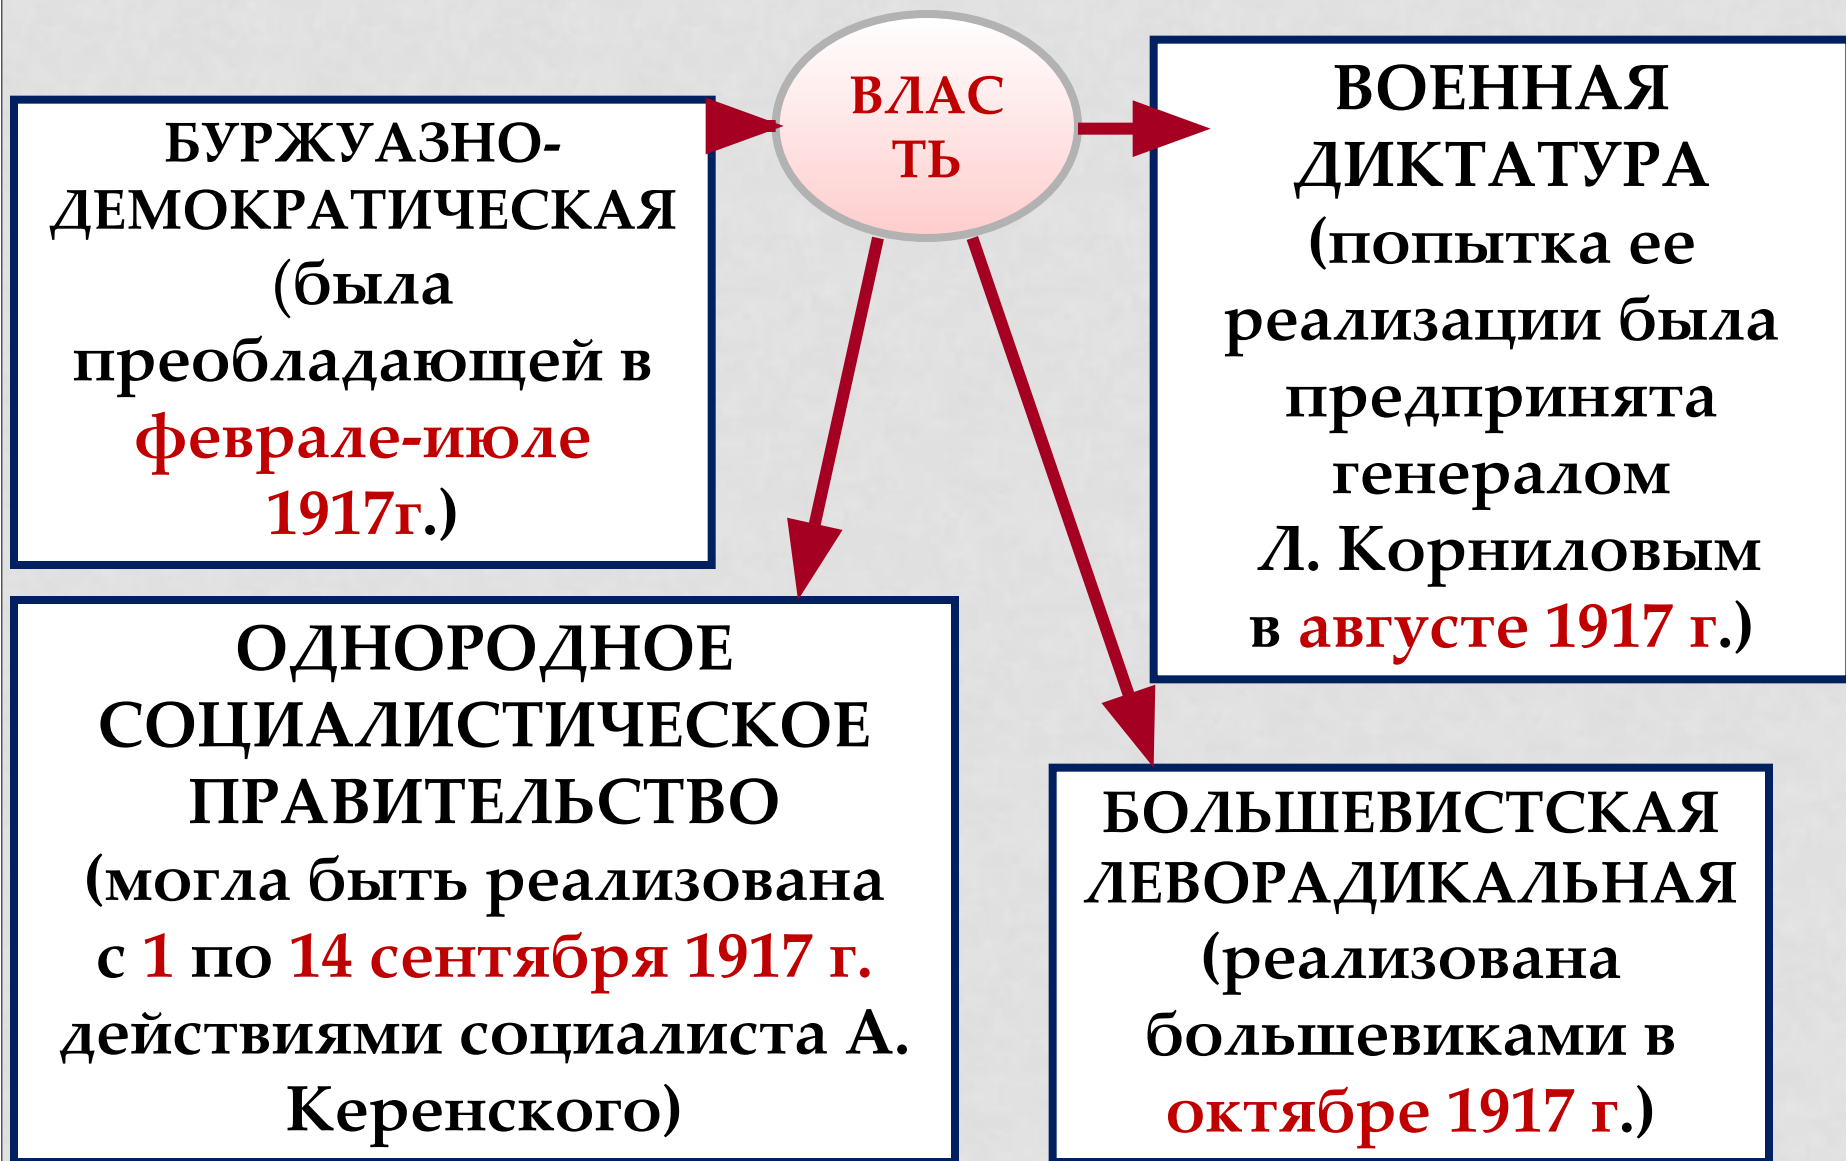 ВЛАС
ТЬ
БУРЖУАЗНО-
ДЕМОКРАТИЧЕСКАЯ
(была
преобладающей в
феврале-июле
1917г.)
ВОЕННАЯ
ДИКТАТУРА
(попытка ее
реализации была
предпринята
генералом
Л. Корниловым
в августе 1917 г.)
ОДНОРОДНОЕ
СОЦИАЛИСТИЧЕСКОЕ
ПРАВИТЕЛЬСТВО
(могла быть реализована
с 1 по 14 сентября 1917 г.
действиями социалиста А.
Керенского)
БОЛЬШЕВИСТСКАЯ
ЛЕВОРАДИКАЛЬНАЯ
(реализована
большевиками в
октябре 1917 г.)